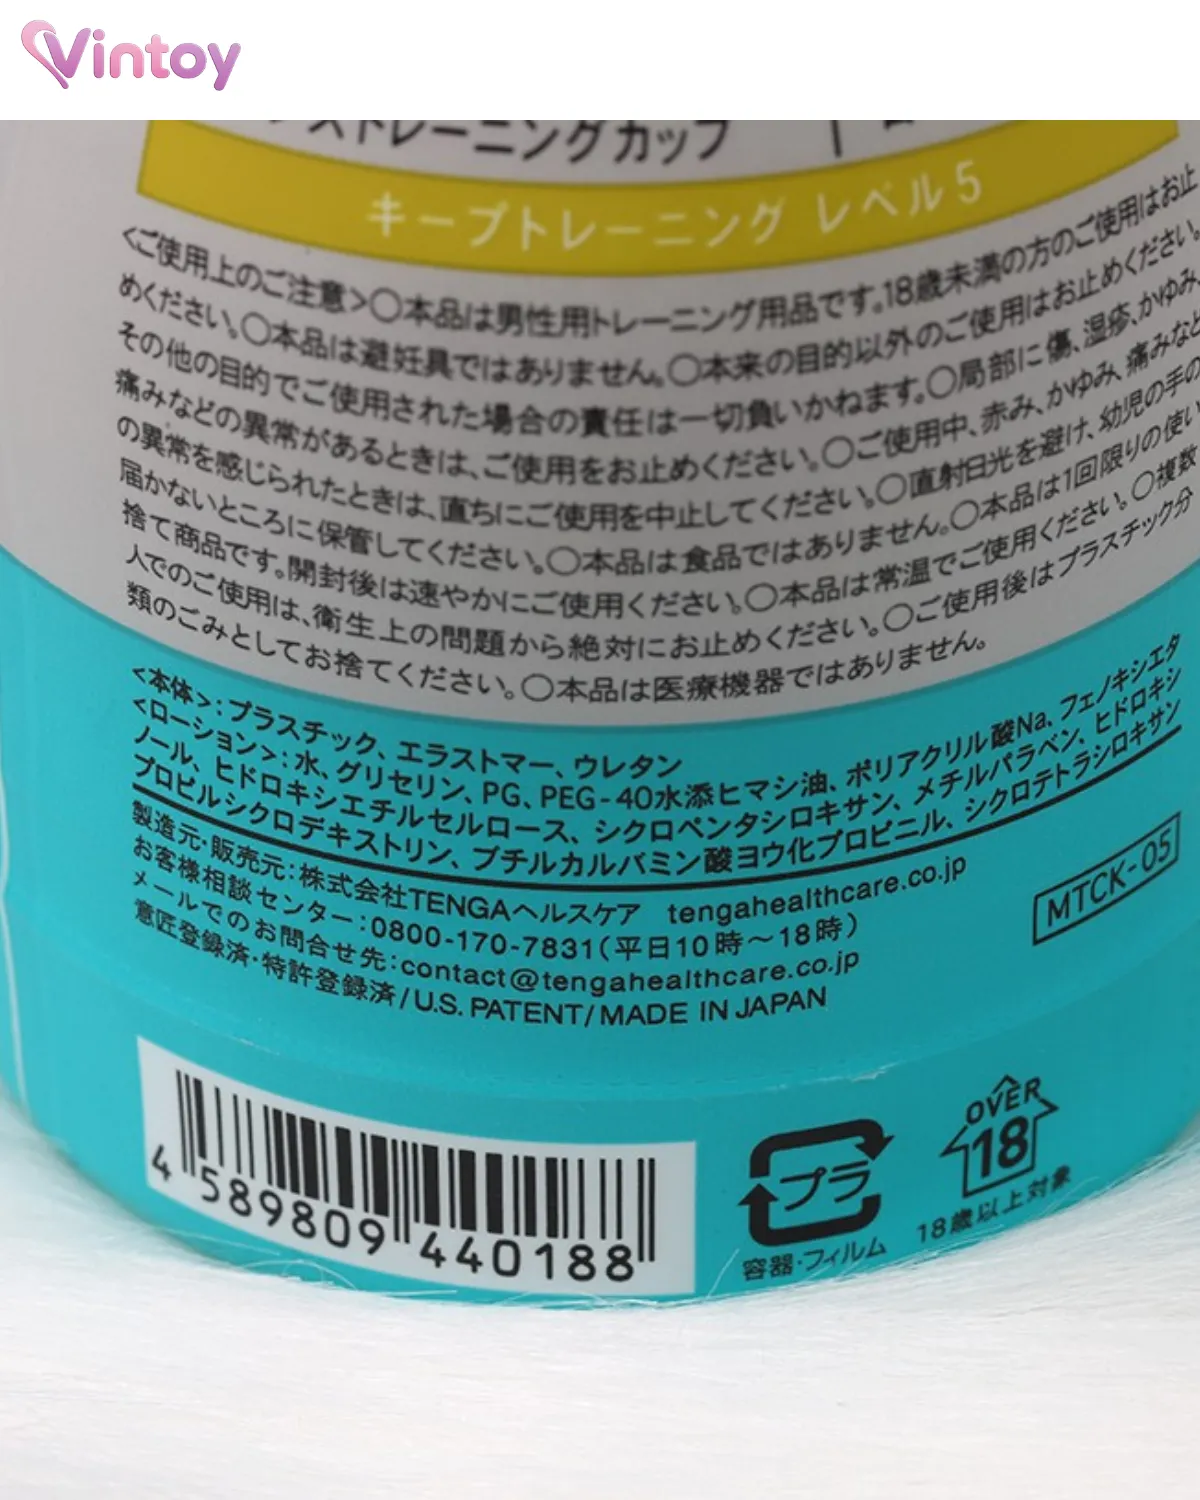 Vintoy
ストレーニングカップ
キープトレーニング レベル5
<ご使用上のご注意>○本品は男性用トレーニング用品です。18歳未満の方のご使用はお止
めください。○本品は避妊具ではありません。○本来の目的以外のご使用はお止めください。
その他の目的でご使用された場合の責任は一切負いかねます。○局部に傷、湿疹、かゆみ、
痛みなどの異常があるときは、ご使用をお止めください。○ご使用中、赤み、かゆみ、痛みなど
の異常を感じられたときは、直ちにご使用を中止してください。○直射日光を避け、幼児の手の
届かないところに保管してください。○本品は食品ではありません。○本品は1回限りの使い
捨て商品です。開封後は速やかにご使用ください。○本品は常温でご使用ください。○複数
人でのご使用は、衛生上の問題から絶対にお止めください。○ご使用後はプラスチック分
類のごみとしてお捨てください。○本品は医療機器ではありません。
<本体>:プラスチック、エラストマー、ウレタン
<ローション>:水、グリセリン、PG、PEG-40水添ヒマシ油、ポリアクリル酸Na、フェノキシエタ
ノール、ヒドロキシエチルセルロース、シクロペンタシロキサン、メチルパラベン、ヒドロキシ
プロピルシクロデキストリン、ブチルカルバミン酸ヨウ化プロピニル、シクロテトラシロキサン
製造元・販売元:株式会社TENGAヘルスケア tengahealthcare.co.jp
お客様相談センター:0800-170-7831(平日10時～18時)
メールでのお問合せ先:contact@tengahealthcare.co.jp
意匠登録済・特許登録済/U.S. PATENT/MADE IN JAPAN
MTCK-05
4 589809 440188
プラ
容器・フィルム
OVER
18
18歳以上対象